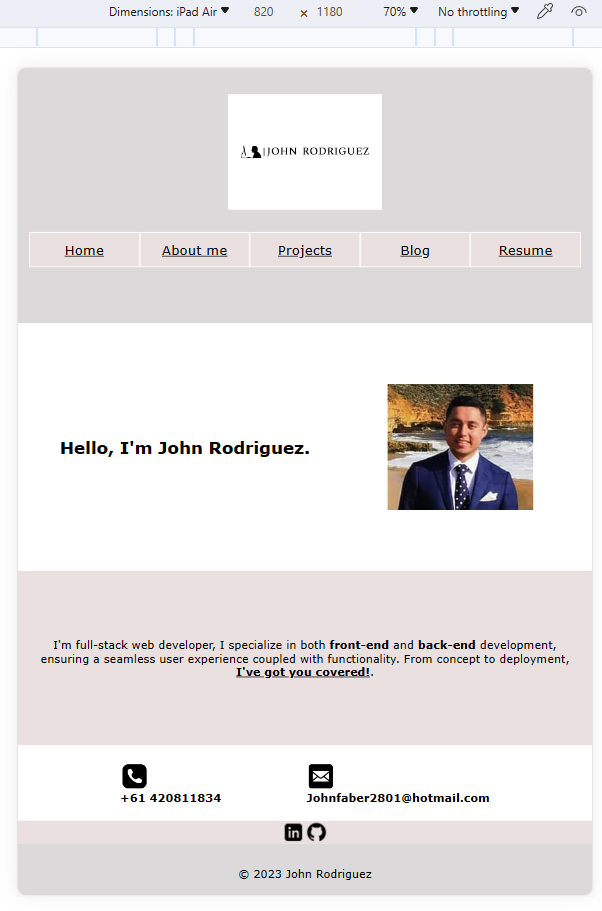 Dimensions: iPad Air 820 × 1180 70% No throttling
JOHN RODRIGUEZ
Home About me Projects Blog Resume
Hello, I'm John Rodriguez.
I'm full-stack web developer, I specialize in both front-end and back-end development,
ensuring a seamless user experience coupled with functionality. From concept to deployment,
I've got you covered!.
+61 420811834 Johnfaber2801@hotmail.com
in
© 2023 John Rodriguez